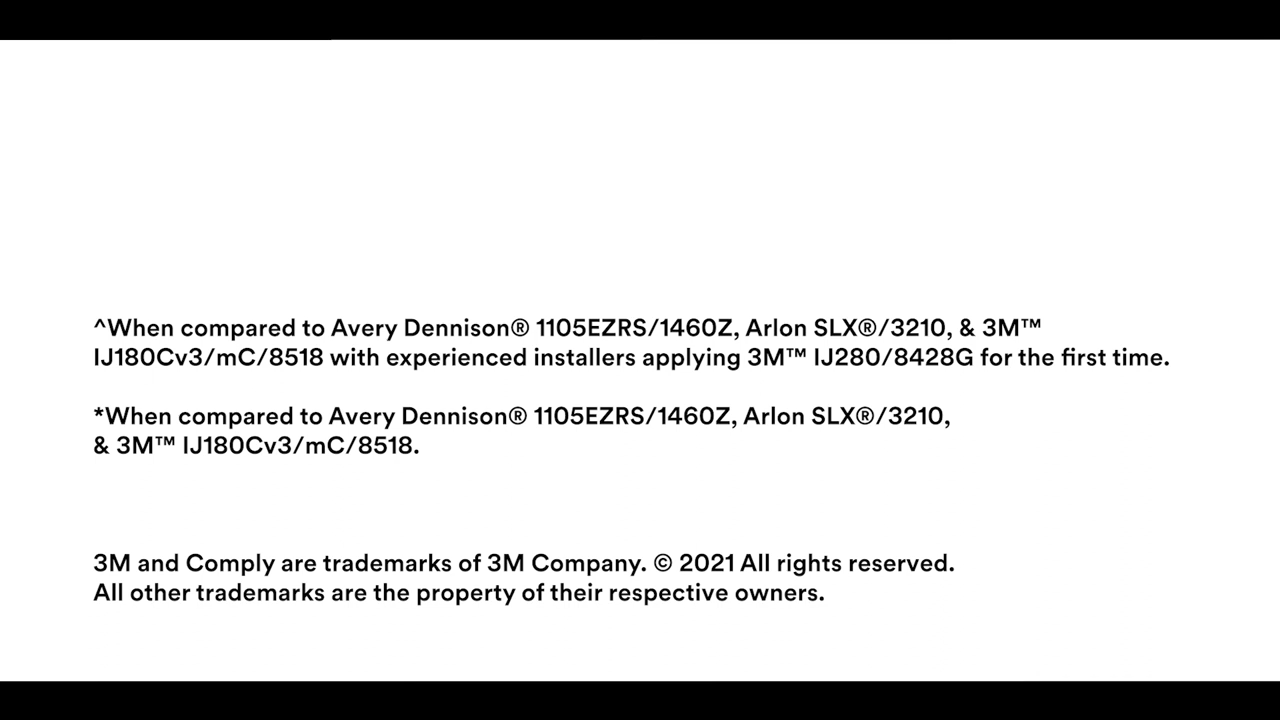 ^When compared to Avery Dennison® 1105EZRS/1460Z, Arlon SLX®/3210, & 3M™
IJ180Cv3/mC/8518 with experienced installers applying 3M™ IJ280/8428G for the first time.
*When compared to Avery Dennison® 1105EZRS/1460Z, Arlon SLX®/3210,
& 3M™ IJ180Cv3/mC/8518.
3M and Comply are trademarks of 3M Company. © 2021 All rights reserved.
All other trademarks are the property of their respective owners.